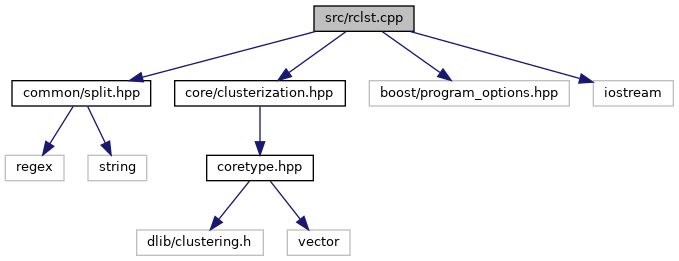 src/rclst.cpp
common/split.hpp
core/clusterization.hpp
boost/program_options.hpp
iostream
regex
string
coretype.hpp
dlib/clustering.h
vector